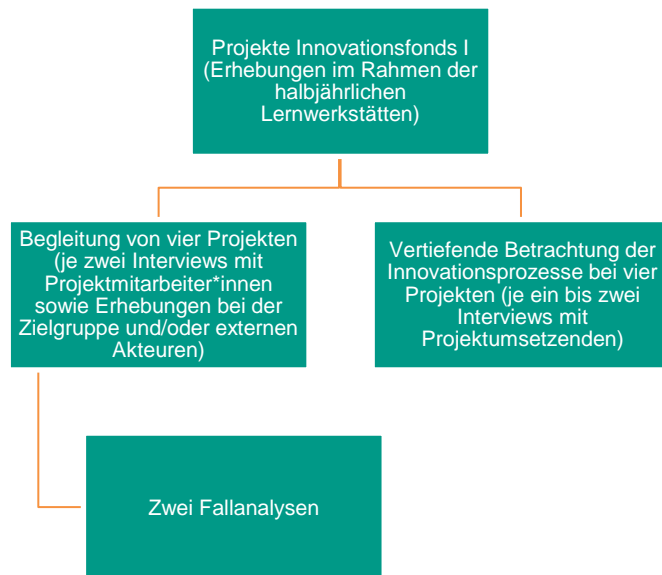 Projekte Innovationsfonds I
(Erhebungen im Rahmen der
halbjährlichen
Lernwerkstätten)
Begleitung von vier Projekten
(je zwei Interviews mit
Projektmitarbeiter*innen
sowie Erhebungen bei der
Zielgruppe und/oder externen
Akteuren)
Vertiefende Betrachtung der
Innovationsprozesse bei vier
Projekten (je ein bis zwei
Interviews mit
Projektumsetzenden)
Zwei Fallanalysen